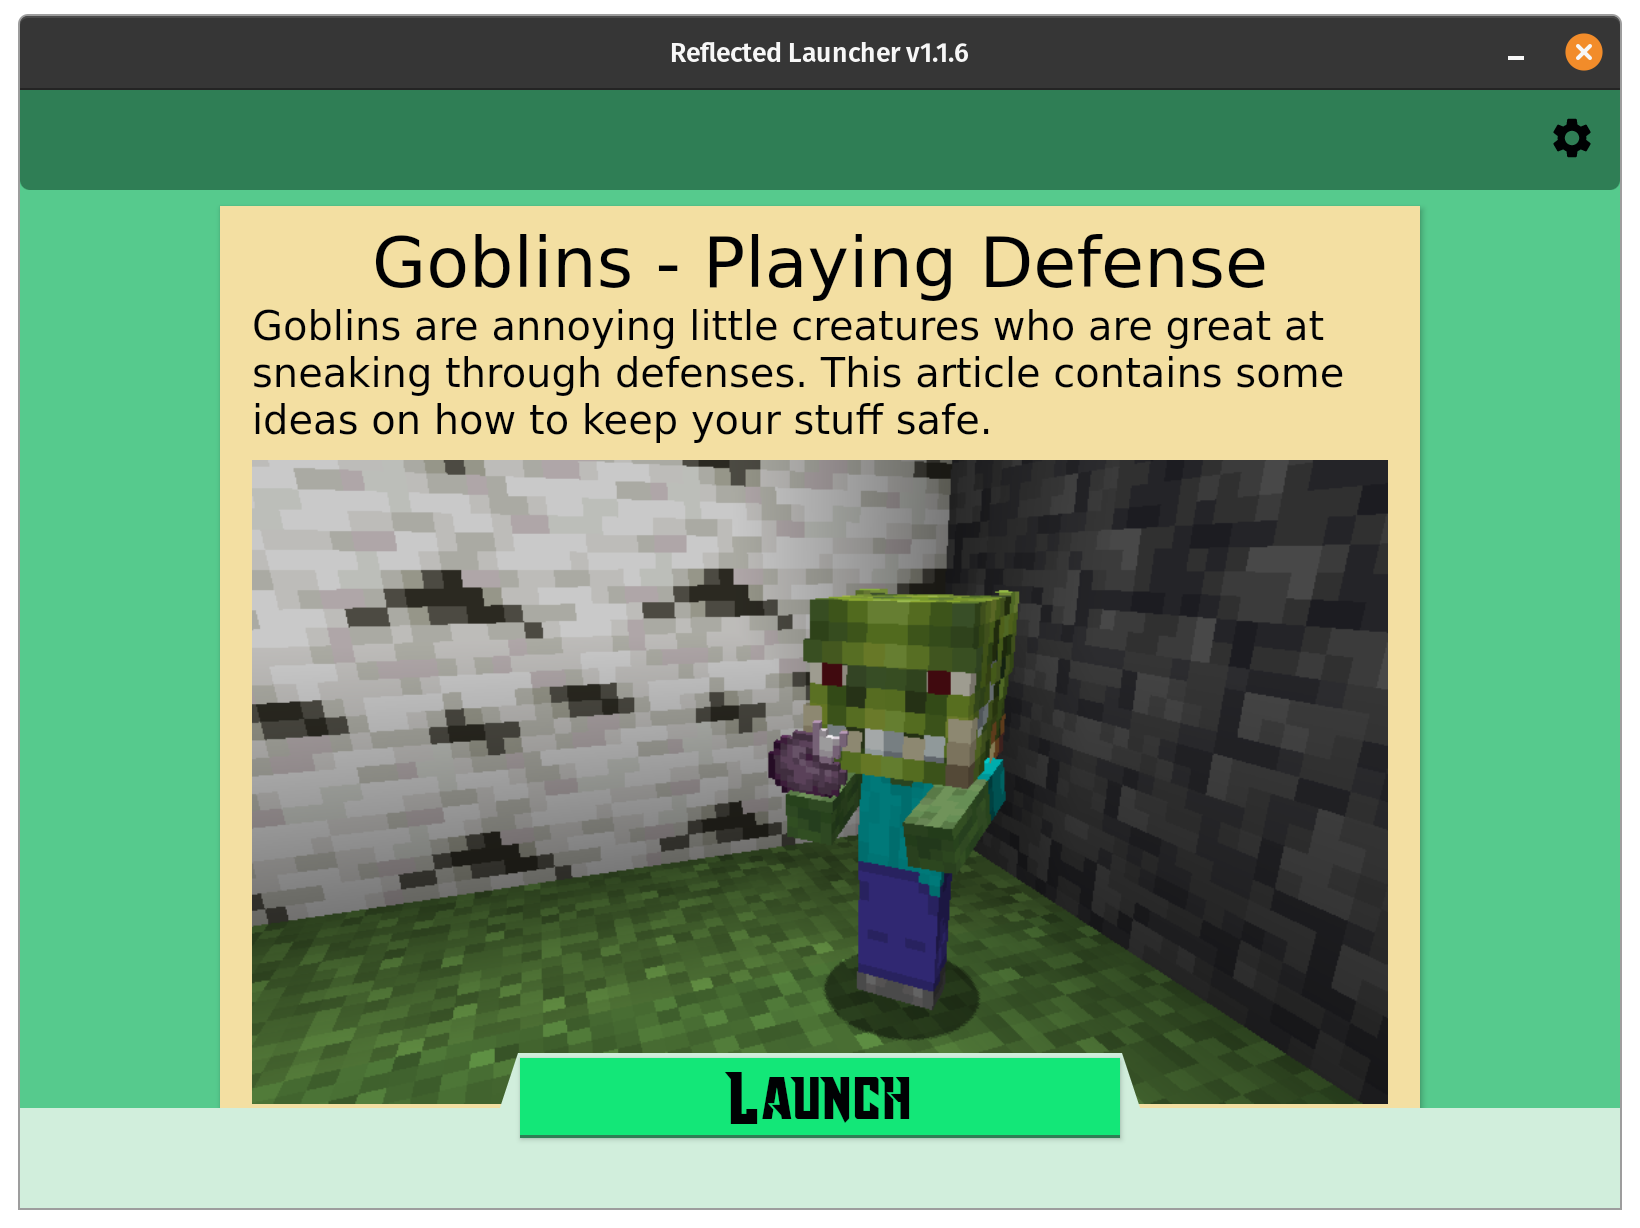 Reflected Launcher v1.1.6
Goblins - Playing Defense
Goblins are annoying little creatures who are great at
sneaking through defenses. This article contains some
ideas on how to keep your stuff safe.
Launch